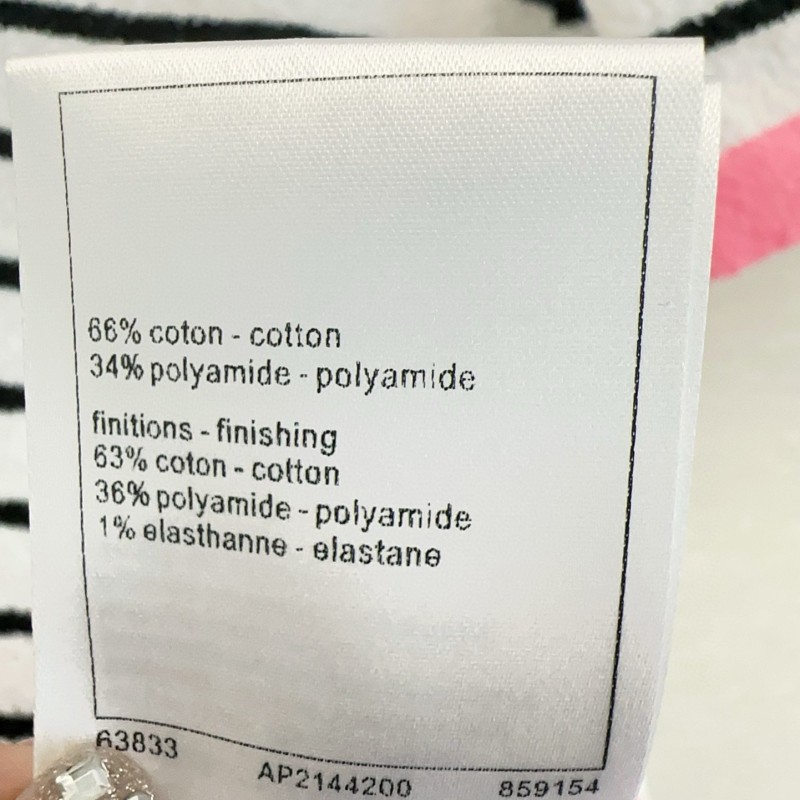 66% coton - cotton
34% polyamide - polyamide
finitions - finishing
63% coton - cotton
36% polyamide - polyamide
1% elasthanne - elastane
63833
AP2144200
859154